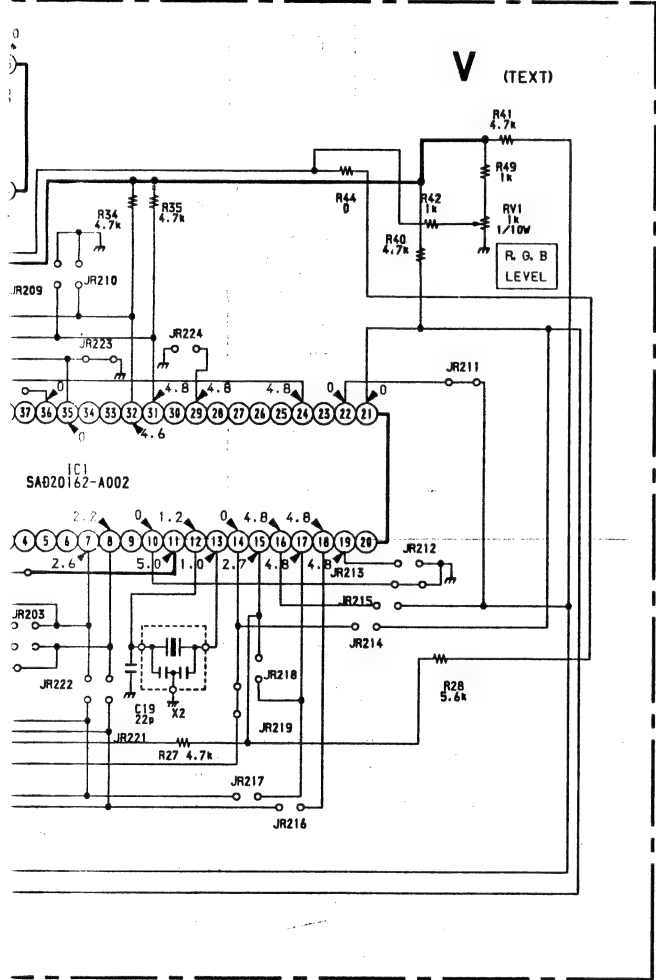 V (TEXT)
R41
4.7k
R49
1k
R44
0
R42
1k
RV1
1k
1/10W
R34
4.7k
R35
4.7k
R40
4.7k
R. G. B
LEVEL
JR209
JR210
JR223
JR224
JR211
0 4.8 4.8 4.8 0 0
37 36 35 34 33 32 31 30 29 28 27 26 25 24 23 22 21
0 4.6
IC1
SAD20162-A002
2.2 0 1.2 0 4.8 4.8
4 5 6 7 8 9 10 11 12 13 14 15 16 17 18 19 20
2.6 5.0 1.0 2.7 4.8 4.8
JR212
JR213
JR203
JR215
JR214
JR222
JR218
R28
5.6k
C19
22p
X2
JR221
JR219
R27 4.7k
JR217
JR216